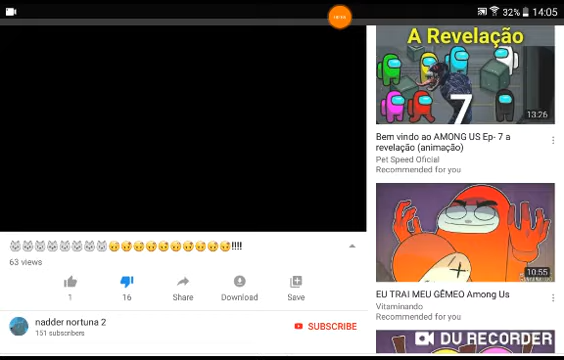 32% 14:05
A Revelação
7
13:26
Bem vindo ao AMONG US Ep- 7 a
revelação (animação)
Pet Speed Oficial
Recommended for you
!!!!
63 views
1
16
Share
Download
Save
nadder nortuna 2
151 subscribers
SUBSCRIBE
10:55
EU TRAI MEU GÊMEO Among Us
Vitaminando
Recommended for you
DU RECORDER